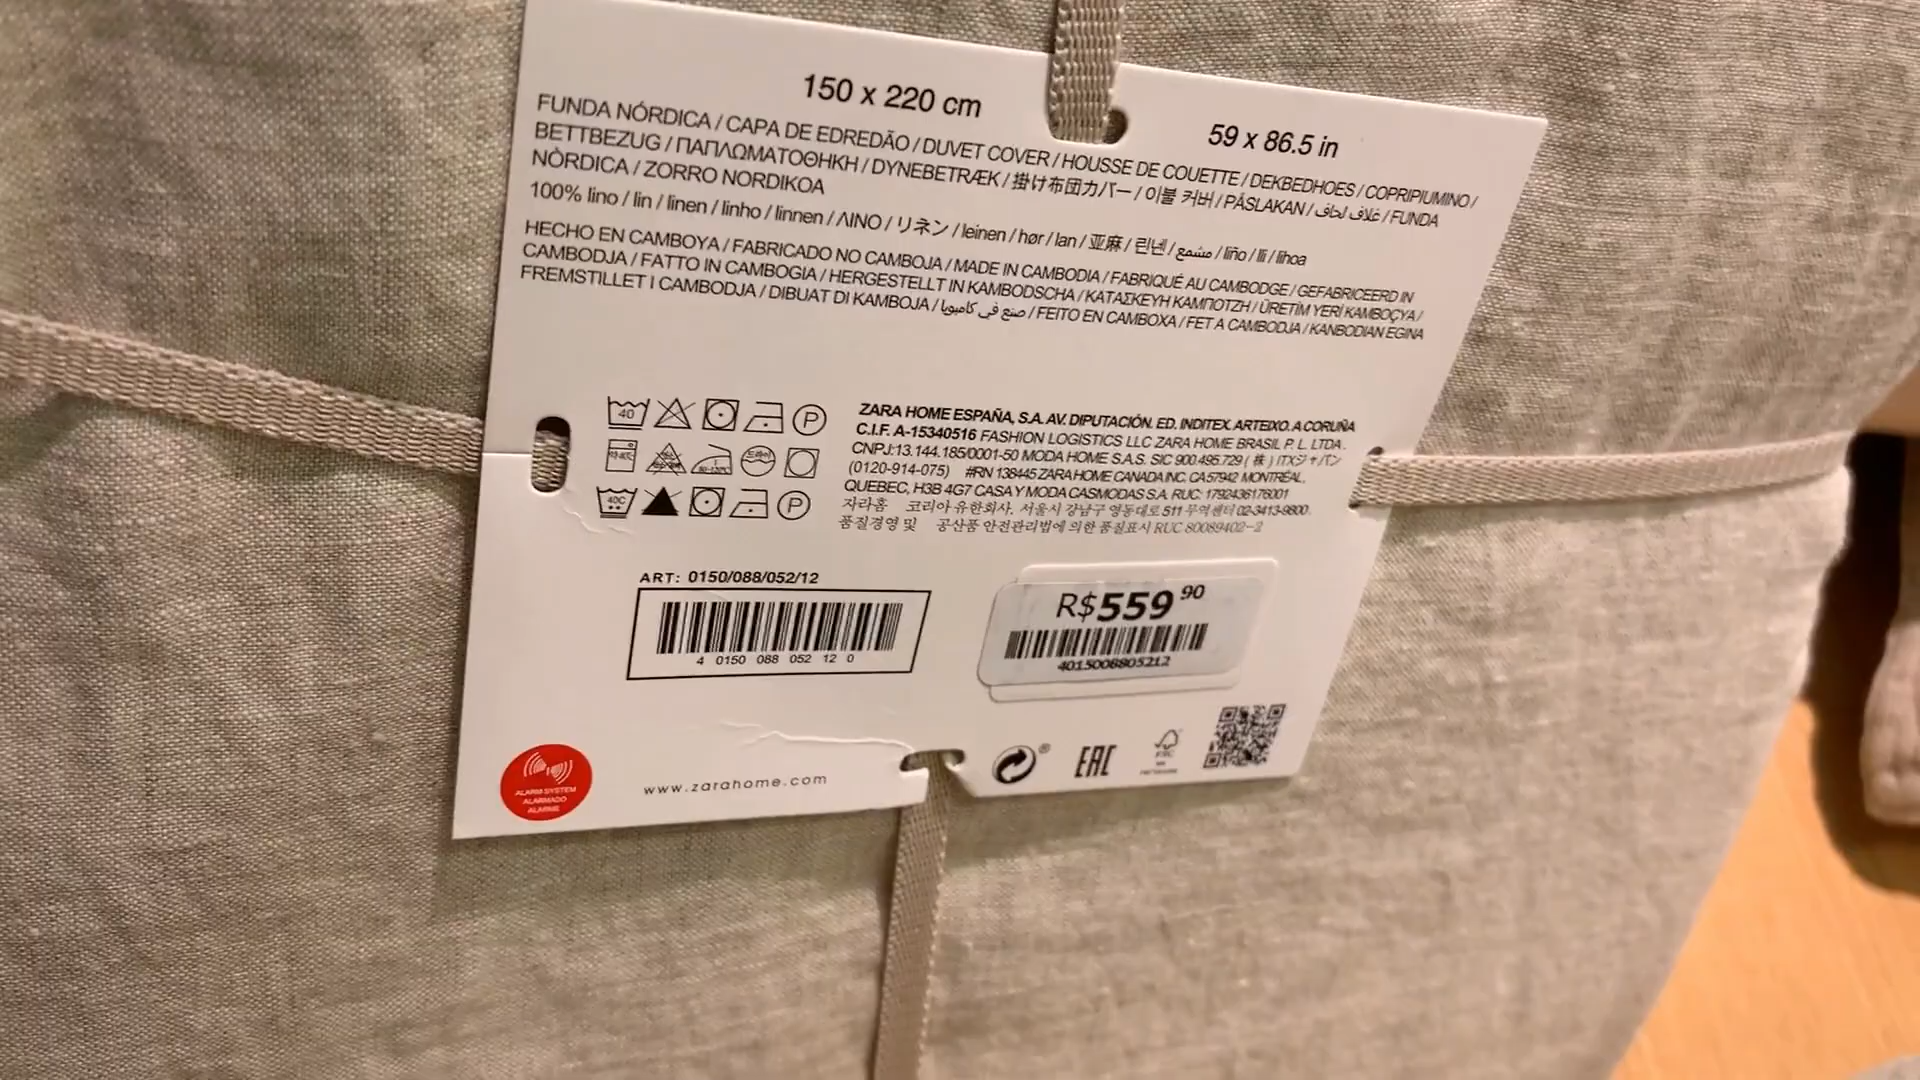 150 x 220 cm
59 x 86.5 in
FUNDA NÓRDICA / CAPA DE EDREDÃO / DUVET COVER / HOUSSE DE COUETTE / DEKBEDHOES / COPRIPIUMINO /
BETTBEZUG / ΠΑΠΛΩΜΑΤΟΘΗΚΗ / DYNEBETRÆK / 掛け布団カバー / 이불 커버 / PÅSLAKAN / غلاف لحاف / FUNDA
NÒRDICA / ZORRO NORDIKOA
100% lino / lin / linen / linho / linnen / ΛΙΝΟ / リネン / leinen / hør / lan / 亚麻 / 린넨 / مشمع / liño / lli / lihoa
HECHO EN CAMBOYA / FABRICADO NO CAMBOJA / MADE IN CAMBODIA / FABRIQUÉ AU CAMBODGE / GEFABRICEERD IN
CAMBODJA / FATTO IN CAMBOGIA / HERGESTELLT IN KAMBODSCHA / ΚΑΤΑΣΚΕΥΗ ΚΑΜΠΟΤΖΗ / ÜRETİM YERİ KAMBOÇYA /
FREMSTILLET I CAMBODJA / DIBUAT DI KAMBOJA / صنع في كامبويا / FEITO EN CAMBOXA / FET A CAMBODJA / KANBODIAN EGINA
40
P
ZARA HOME ESPAÑA, S.A. AV. DIPUTACIÓN. ED. INDITEX. ARTEIXO. A CORUÑA
C.I.F. A-15340516 FASHION LOGISTICS LLC ZARA HOME BRASIL P. L. LTDA.
CNPJ:13.144.185/0001-50 MODA HOME S.A.S. SIC 900.495.729 ( 株 ) ITXジャパン
(0120-914-075) #RN 138445 ZARA HOME CANADA INC. CA 57942 MONTRÉAL,
QUEBEC, H3B 4G7 CASA Y MODA CASMODAS S.A. RUC: 1792436176001
40C
P
자라홈 코리아 유한회사. 서울시 강남구 영동대로 511 무역센터 02-3413-9800.
품질경영 및 공산품 안전관리법에 의한 품질표시 RUC 80089402-2
ART: 0150/088/052/12
4 0150 088 052 12 0
R$559 90
4015008805212
ALARM SYSTEM
ALARMADO
ALARME
www.zarahome.com
®
EAC
FSC